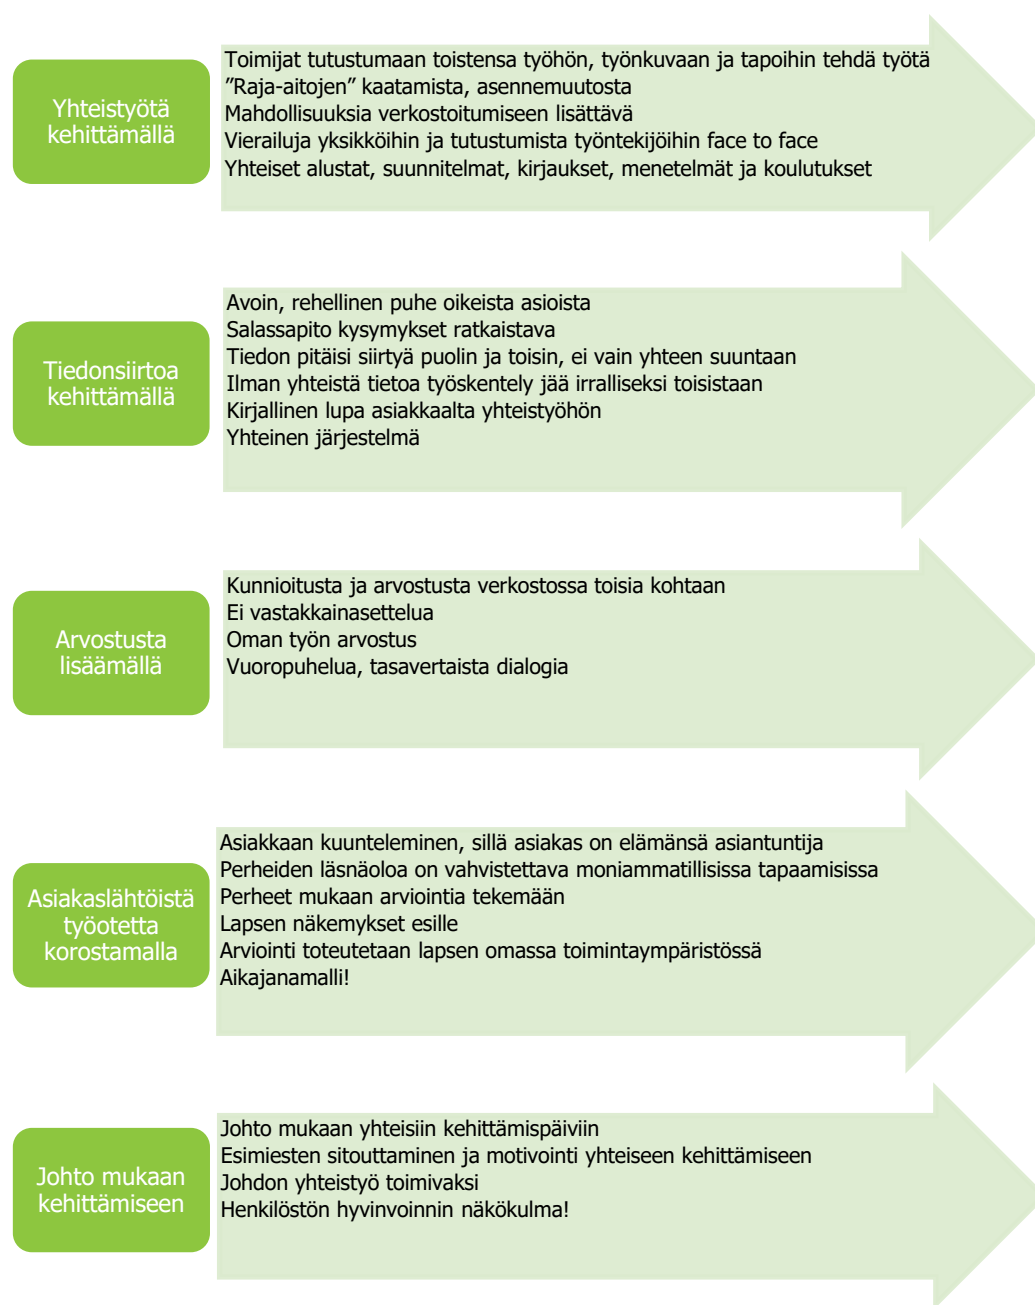 Yhteistyötä
kehittämällä
Toimijat tutustumaan toistensa työhön, työnkuvaan ja tapoihin tehdä työtä
”Raja-aitojen” kaatamista, asennemuutosta
Mahdollisuuksia verkostoitumiseen lisättävä
Vierailuja yksikköihin ja tutustumista työntekijöihin face to face
Yhteiset alustat, suunnitelmat, kirjaukset, menetelmät ja koulutukset
Tiedonsiirtoa
kehittämällä
Avoin, rehellinen puhe oikeista asioista
Salassapito kysymykset ratkaistava
Tiedon pitäisi siirtyä puolin ja toisin, ei vain yhteen suuntaan
Ilman yhteistä tietoa työskentely jää irralliseksi toisistaan
Kirjallinen lupa asiakkaalta yhteistyöhön
Yhteinen järjestelmä
Arvostusta
lisäämällä
Kunnioitusta ja arvostusta verkostossa toisia kohtaan
Ei vastakkainasettelua
Oman työn arvostus
Vuoropuhelua, tasavertaista dialogia
Asiakaslähtöistä
työotetta
korostamalla
Asiakkaan kuunteleminen, sillä asiakas on elämänsä asiantuntija
Perheiden läsnäoloa on vahvistettava moniammatillisissa tapaamisissa
Perheet mukaan arviointia tekemään
Lapsen näkemykset esille
Arviointi toteutetaan lapsen omassa toimintaympäristössä
Aikajanamalli!
Johto mukaan
kehittämiseen
Johto mukaan yhteisiin kehittämispäiviin
Esimiesten sitouttaminen ja motivointi yhteiseen kehittämiseen
Johdon yhteistyö toimivaksi
Henkilöstön hyvinvoinnin näkökulma!